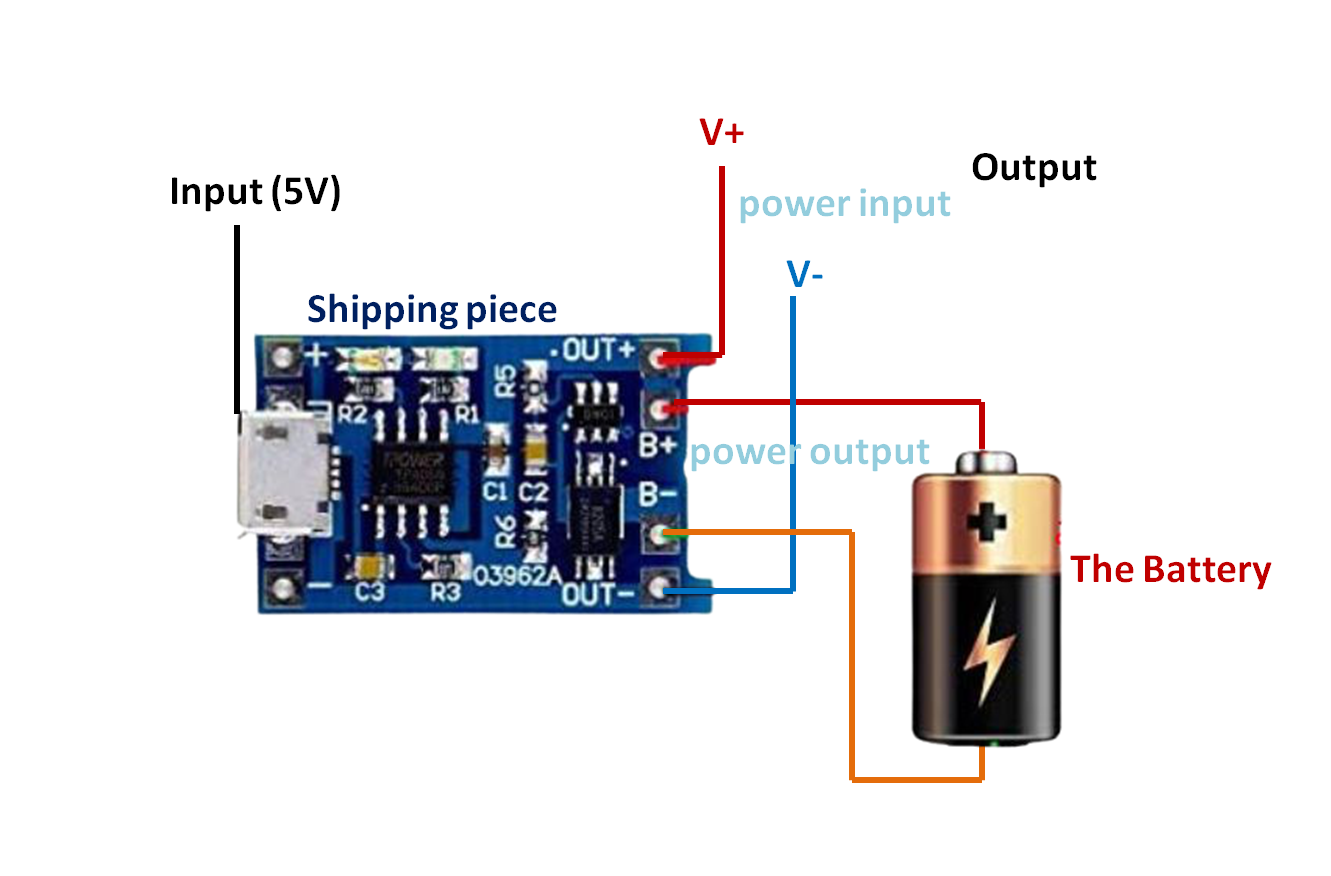 V+
Output
Input (5V)
power input
V-
Shipping piece
+
OUT+
R5
R2
R1
B+
power output
B-
C1
C2
R6
The Battery
O3962A
C3
R3
OUT-